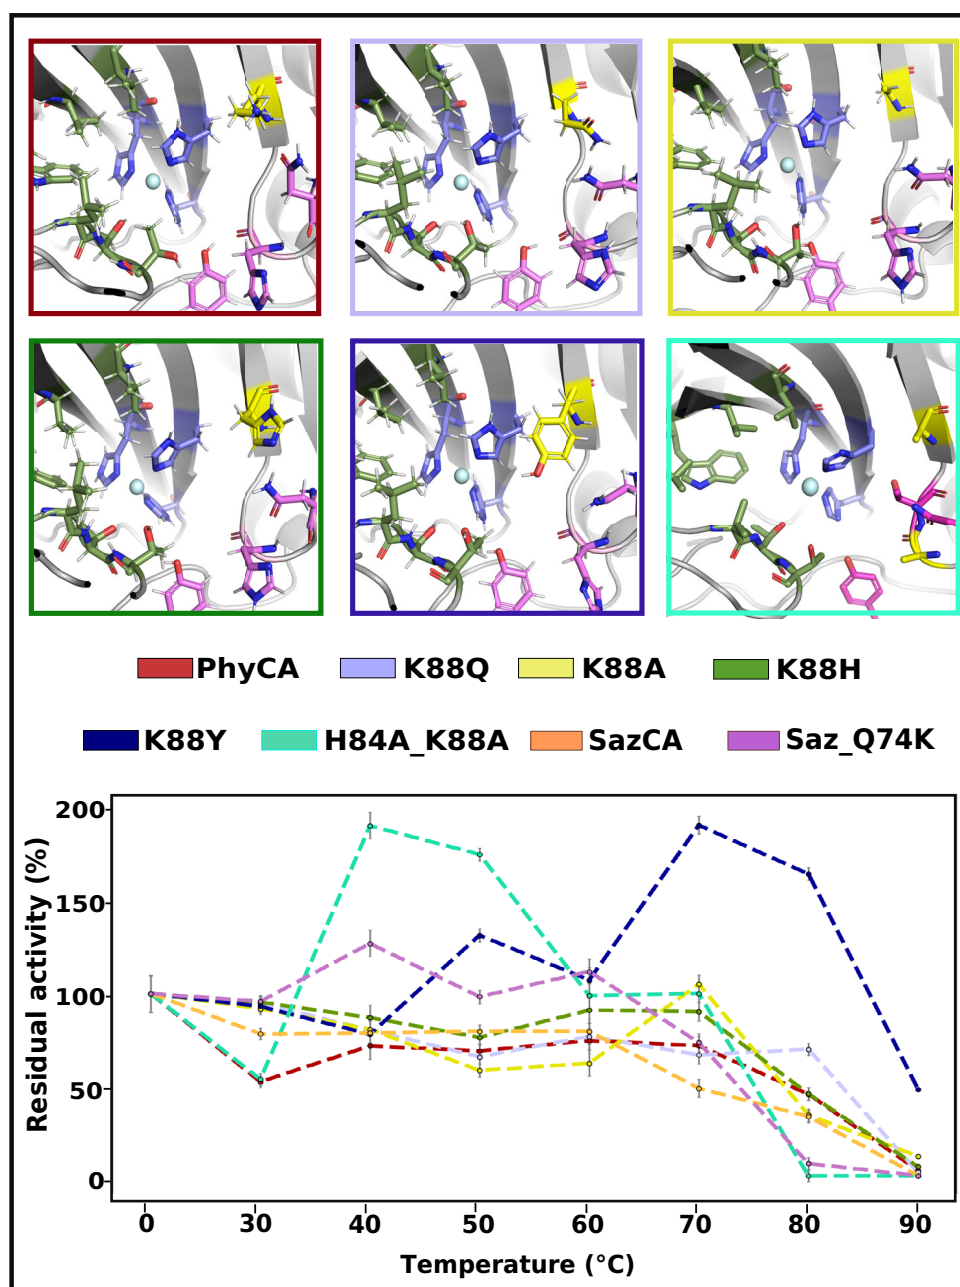 PhyCA K88Q K88A K88H
K88Y H84A_K88A SazCA Saz_Q74K
Residual activity (%)
200
150
100
50
0
0 30 40 50 60 70 80 90
Temperature (°C)